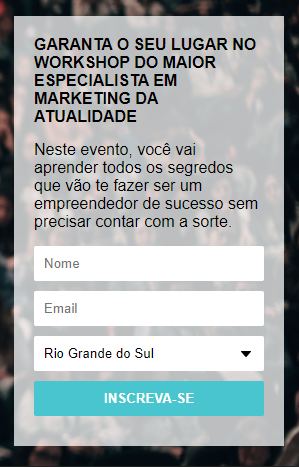 GARANTA O SEU LUGAR NO
WORKSHOP DO MAIOR
ESPECIALISTA EM
MARKETING DA
ATUALIDADE
Neste evento, você vai
aprender todos os segredos
que vão te fazer ser um
empreendedor de sucesso sem
precisar contar com a sorte.
Nome
Email
Rio Grande do Sul
INSCREVA-SE